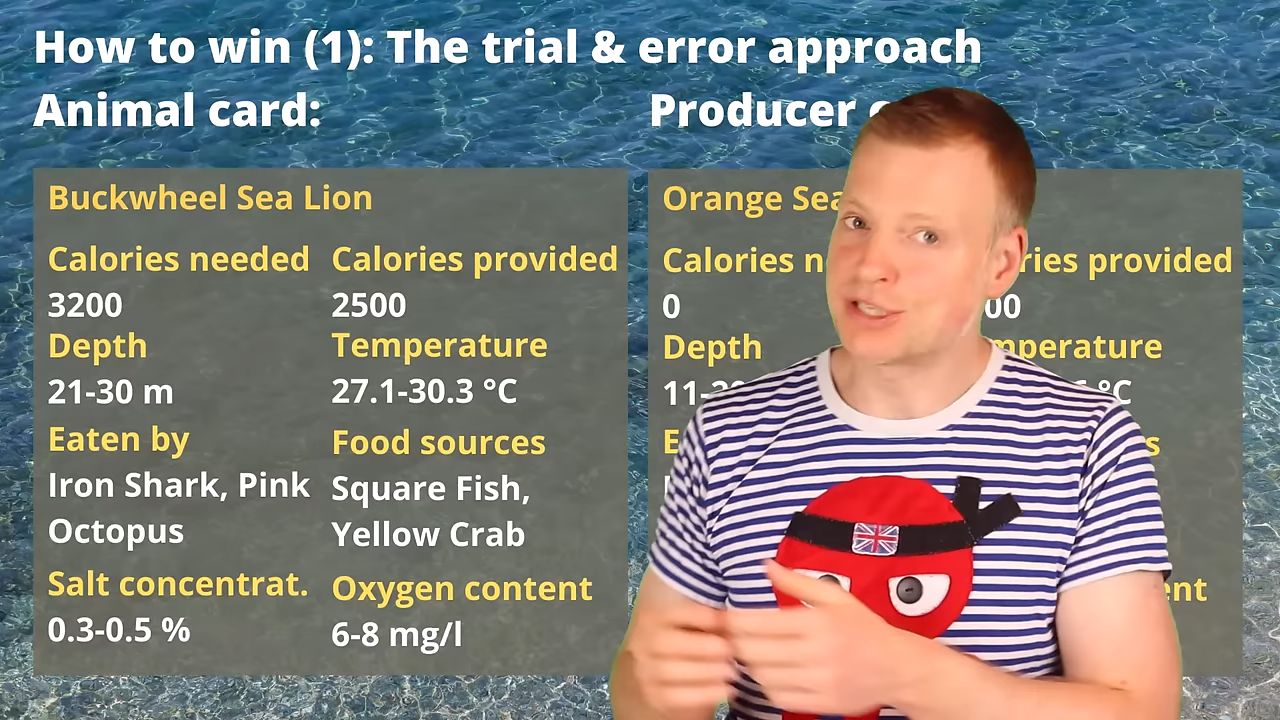 How to win (1): The trial & error approach
Animal card:
Buckwheel Sea Lion
Calories needed
Calories provided
3200
2500
Depth
Temperature
21-30 m
27.1-30.3 °C
Eaten by
Food sources
Iron Shark, Pink
Octopus
Square Fish,
Yellow Crab
Salt concentrat.
Oxygen content
0.3-0.5 %
6-8 mg/l
Producer
Orange
Calories
provided
0
Depth
°C